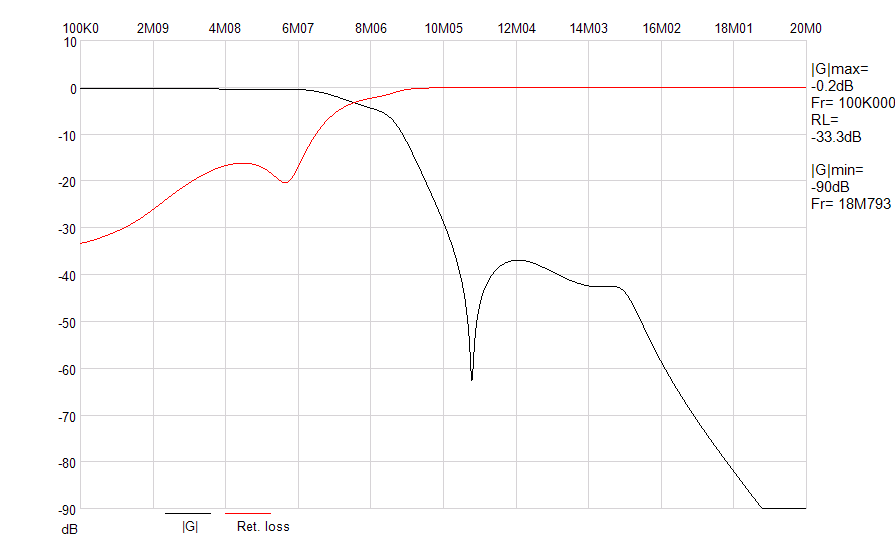 100K0 2M09 4M08 6M07 8M06 10M05 12M04 14M03 16M02 18M01 20M0
10
0
-10
-20
-30
-40
-50
-60
-70
-80
-90
dB
|G|max=
-0.2dB
Fr= 100K000
RL=
-33.3dB
|G|min=
-90dB
Fr= 18M793
|G| Ret. loss